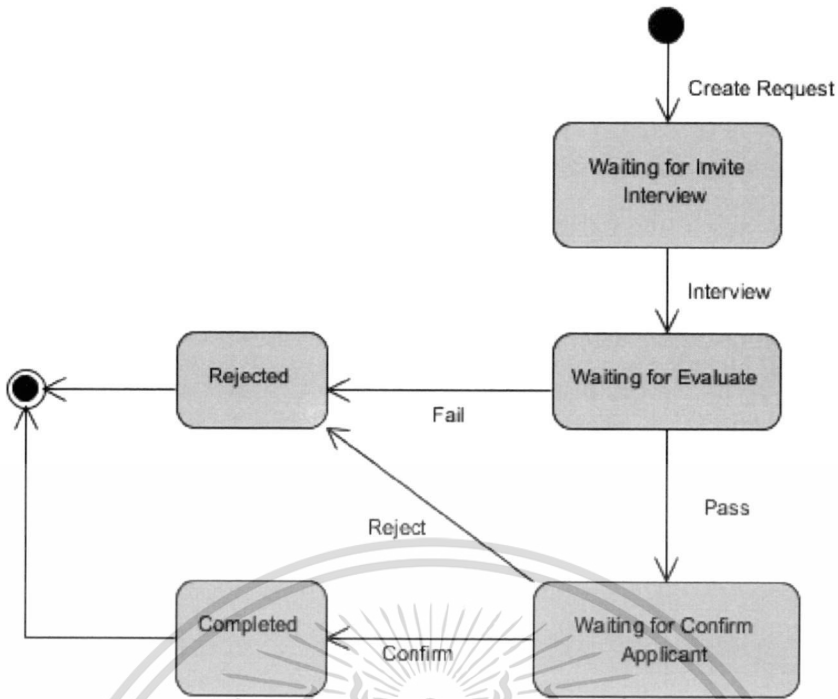 Create Request
Waiting for Invite
Interview
Interview
Rejected
Waiting for Evaluate
Fail
Pass
Reject
Completed
Confirm
Waiting for Confirm
Applicant